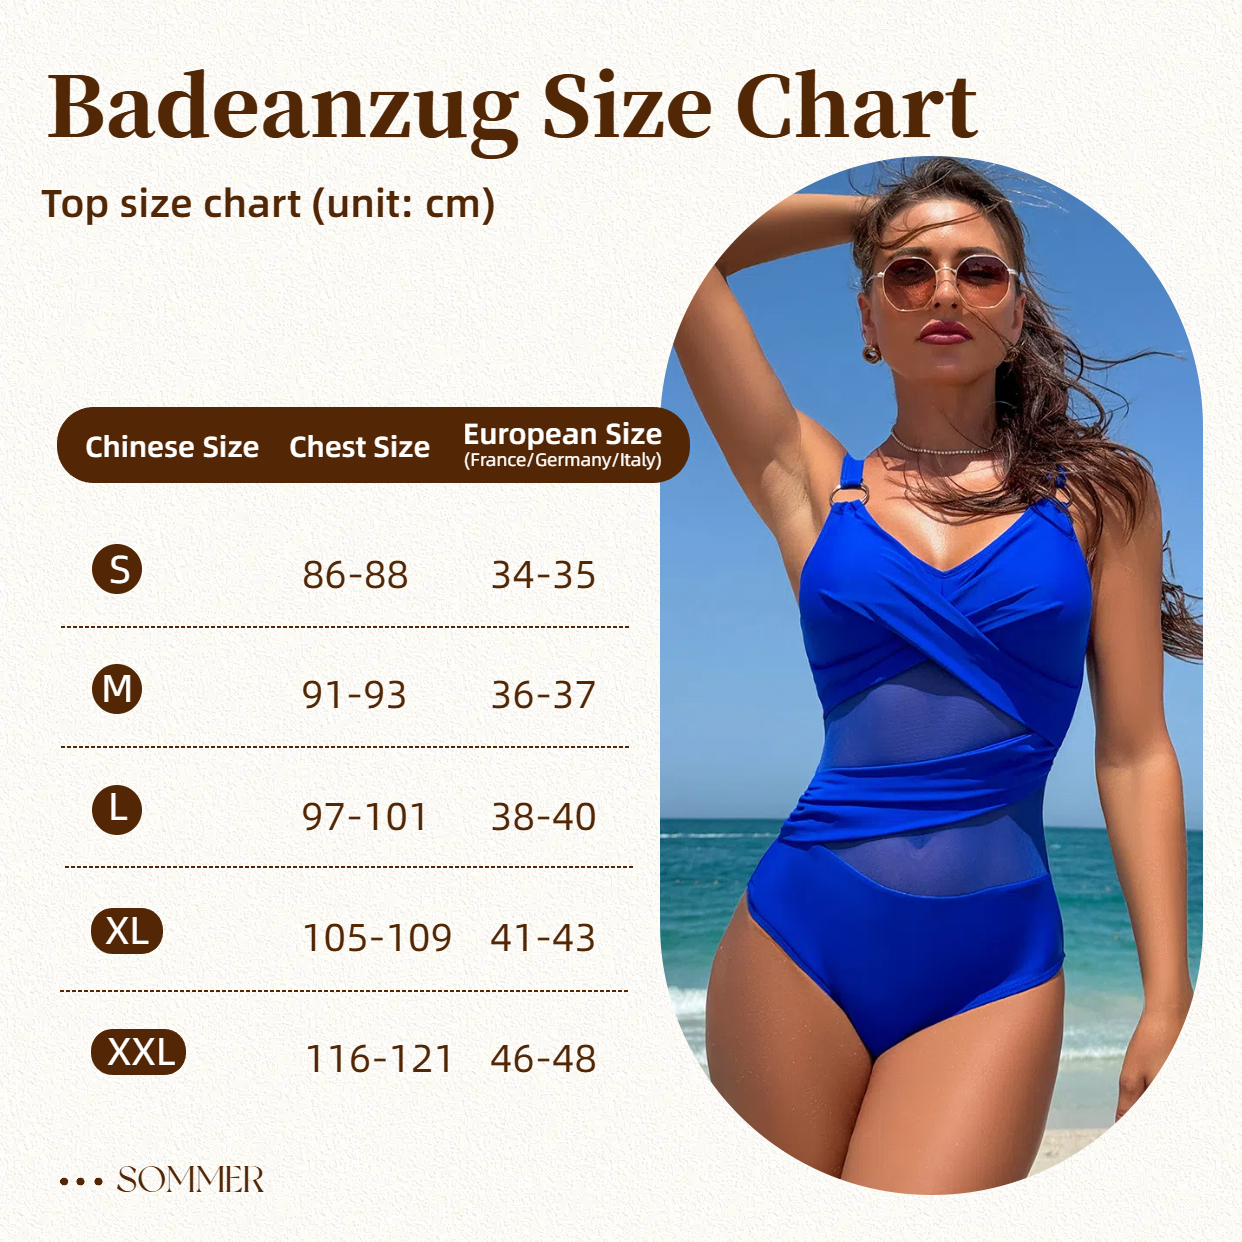 Badeanzug Size Chart
Top size chart (unit: cm)
Chinese Size Chest Size European Size
(France/Germany/Italy)
S 86-88 34-35
M 91-93 36-37
L 97-101 38-40
XL 105-109 41-43
XXL 116-121 46-48
••• SOMMER